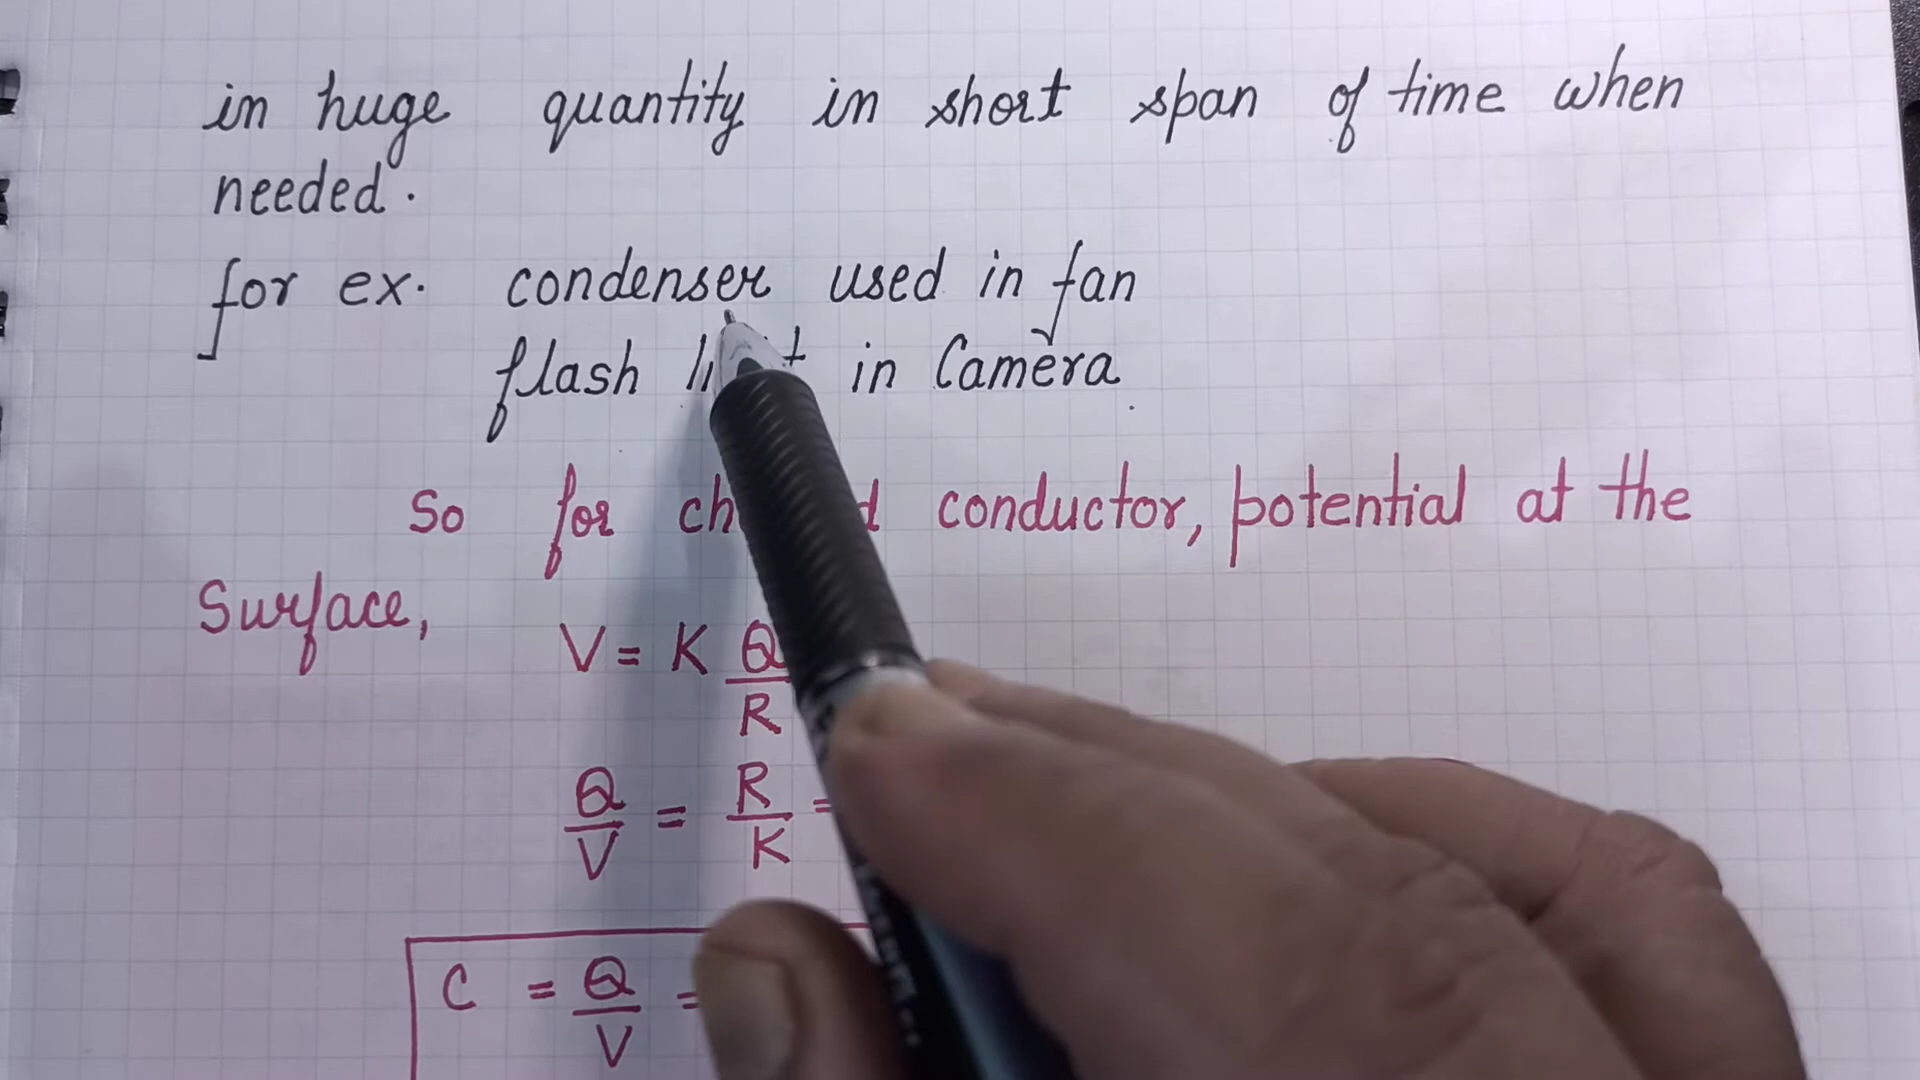 in huge quantity in short span of time when
needed.
for ex. condenser used in fan
flash in Camera
So for conductor, potential at the
Surface,
V = K Q
R
Q/V = R/K =
C = Q/V =